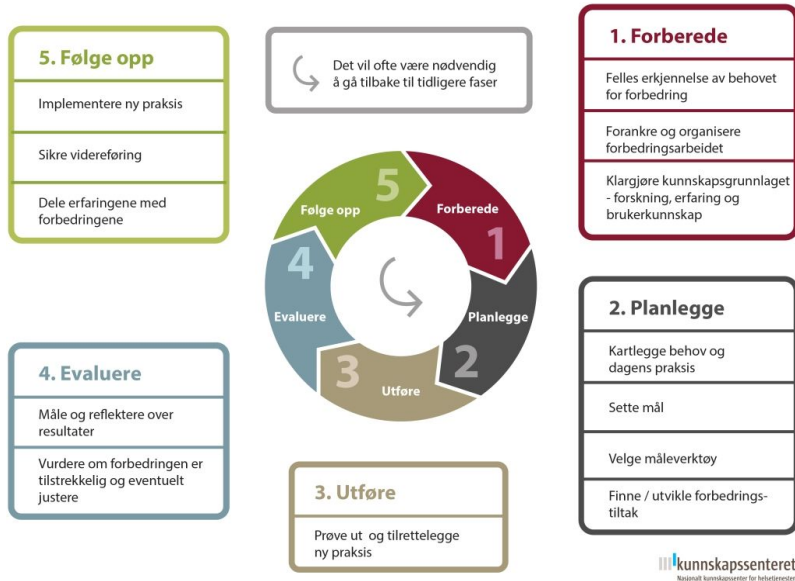 5. Følge opp
Implementere ny praksis
Sikre videreføring
Dele erfaringene med
forbedringene
Det vil ofte være nødvendig
å gå tilbake til tidligere faser
1. Forberede
Felles erkjennelse av behovet
for forbedring
Forankre og organisere
forbedringsarbeidet
Klargjøre kunnskapsgrunnlaget
- forskning, erfaring og
brukerkunnskap
5
Følge opp
Forberede
1
4
Evaluere
Planlegge
2
3
Utføre
2. Planlegge
Kartlegge behov og
dagens praksis
Sette mål
Velge måleverktøy
Finne / utvikle forbedrings-
tiltak
4. Evaluere
Måle og reflektere over
resultater
Vurdere om forbedringen er
tilstrekkelig og eventuelt
justere
3. Utføre
Prøve ut og tilrettelegge
ny praksis
kunnskapssenteret
Nasjonalt kunnskapssenter for helsetjenesten